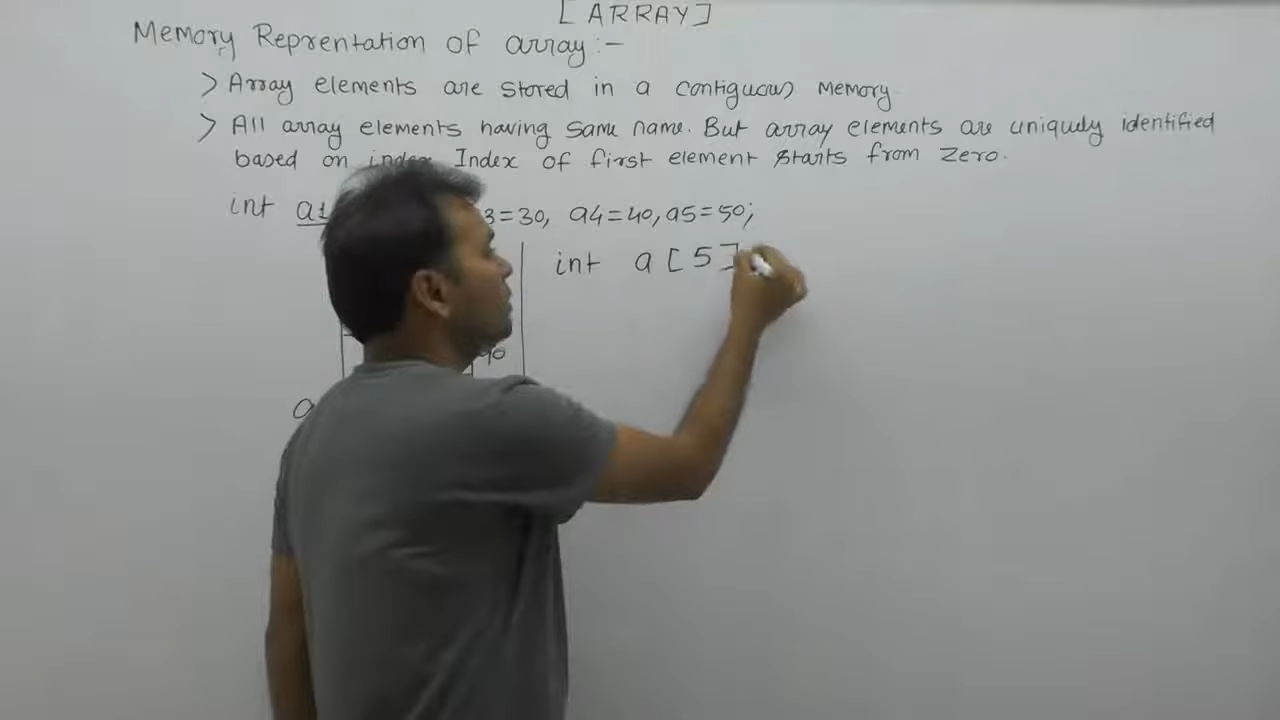 [ARRAY]
Memory Reprentation of array:-
> Array elements are stored in a contiguous memory.
> All array elements having same name. But array elements are uniquely identified
based on index Index of first element starts from Zero.
int a1 3=30, a4=40, a5=50;
int a[5]
a